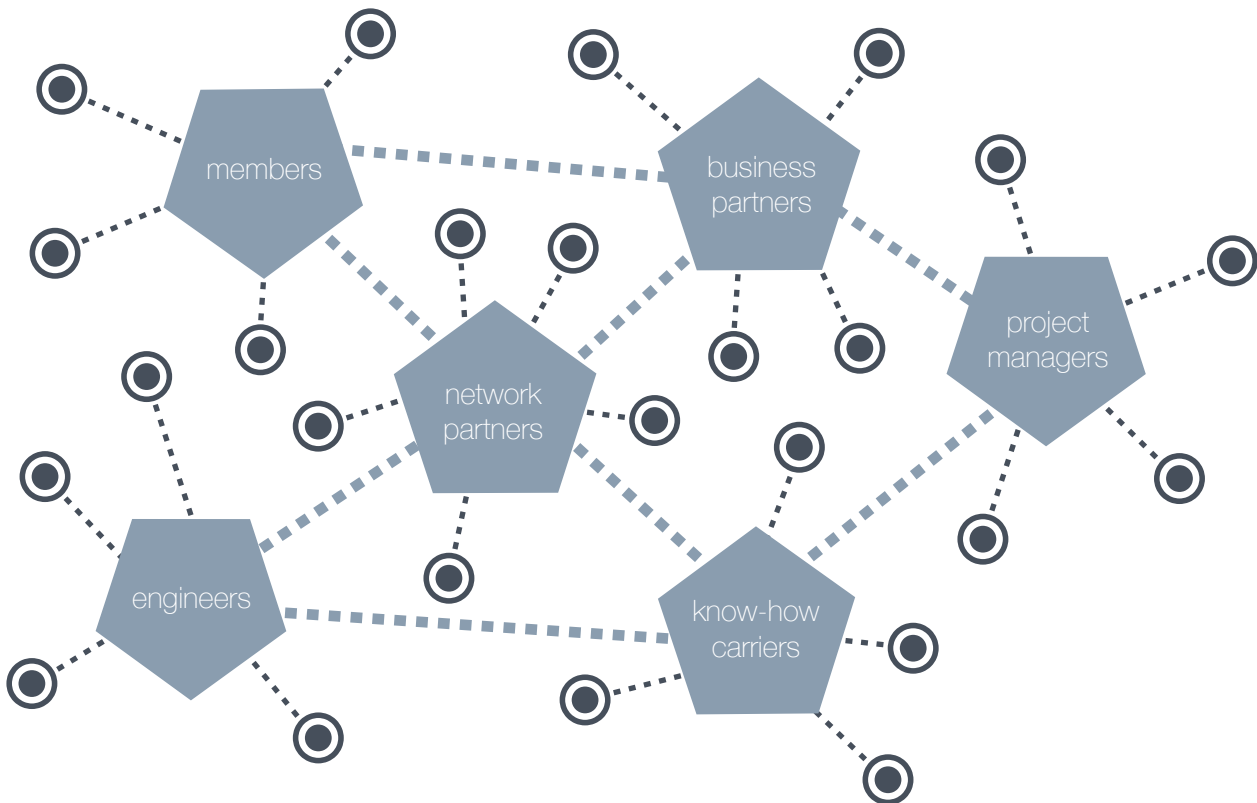 members
business
partners
project
managers
network
partners
engineers
know-how
carriers